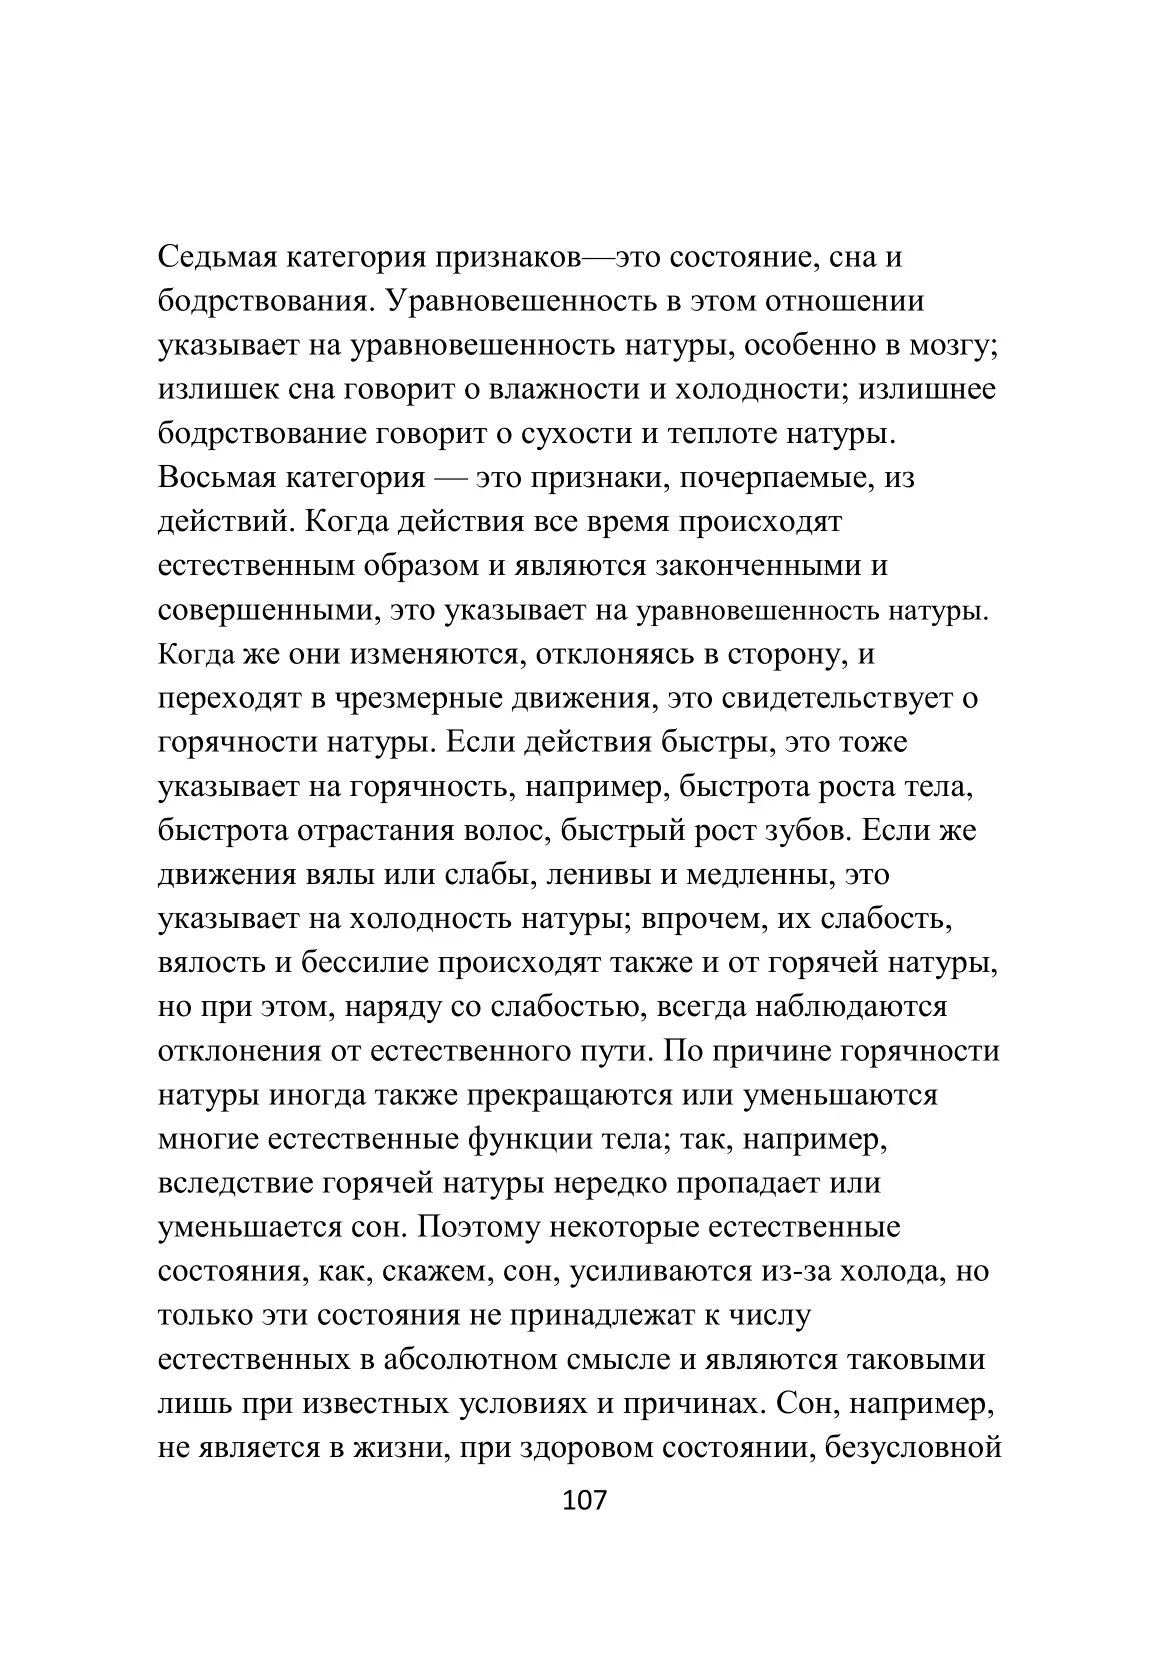 Седьмая категория признаков—это состояние, сна и
бодрствования. Уравновешенность в этом отношении
указывает на уравновешенность натуры, особенно в мозгу;
излишек сна говорит о влажности и холодности; излишнее
бодрствование говорит о сухости и теплоте натуры.
Восьмая категория — это признаки, почерпаемые, из
действий. Когда действия все время происходят
естественным образом и являются законченными и
совершенными, это указывает на уравновешенность натуры.
Когда же они изменяются, отклоняясь в сторону, и
переходят в чрезмерные движения, это свидетельствует о
горячности натуры. Если действия быстры, это тоже
указывает на горячность, например, быстрота роста тела,
быстрота отрастания волос, быстрый рост зубов. Если же
движения вялы или слабы, ленивы и медленны, это
указывает на холодность натуры; впрочем, их слабость,
вялость и бессилие происходят также и от горячей натуры,
но при этом, наряду со слабостью, всегда наблюдаются
отклонения от естественного пути. По причине горячности
натуры иногда также прекращаются или уменьшаются
многие естественные функции тела; так, например,
вследствие горячей натуры нередко пропадает или
уменьшается сон. Поэтому некоторые естественные
состояния, как, скажем, сон, усиливаются из-за холода, но
только эти состояния не принадлежат к числу
естественных в абсолютном смысле и являются таковыми
лишь при известных условиях и причинах. Сон, например,
не является в жизни, при здоровом состоянии, безусловной
107